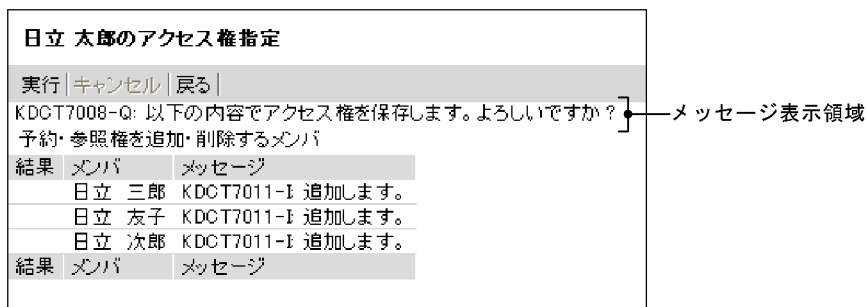 日立 太郎のアクセス権指定
実行|キャンセル|戻る|
KDCT7008-Q: 以下の内容でアクセス権を保存します。よろしいですか?
メッセージ表示領域
予約・参照権を追加・削除するメンバ
結果 メンバ メッセージ
日立 三郎 KDCT7011-I 追加します。
日立 友子 KDCT7011-I 追加します。
日立 次郎 KDCT7011-I 追加します。
結果 メンバ メッセージ